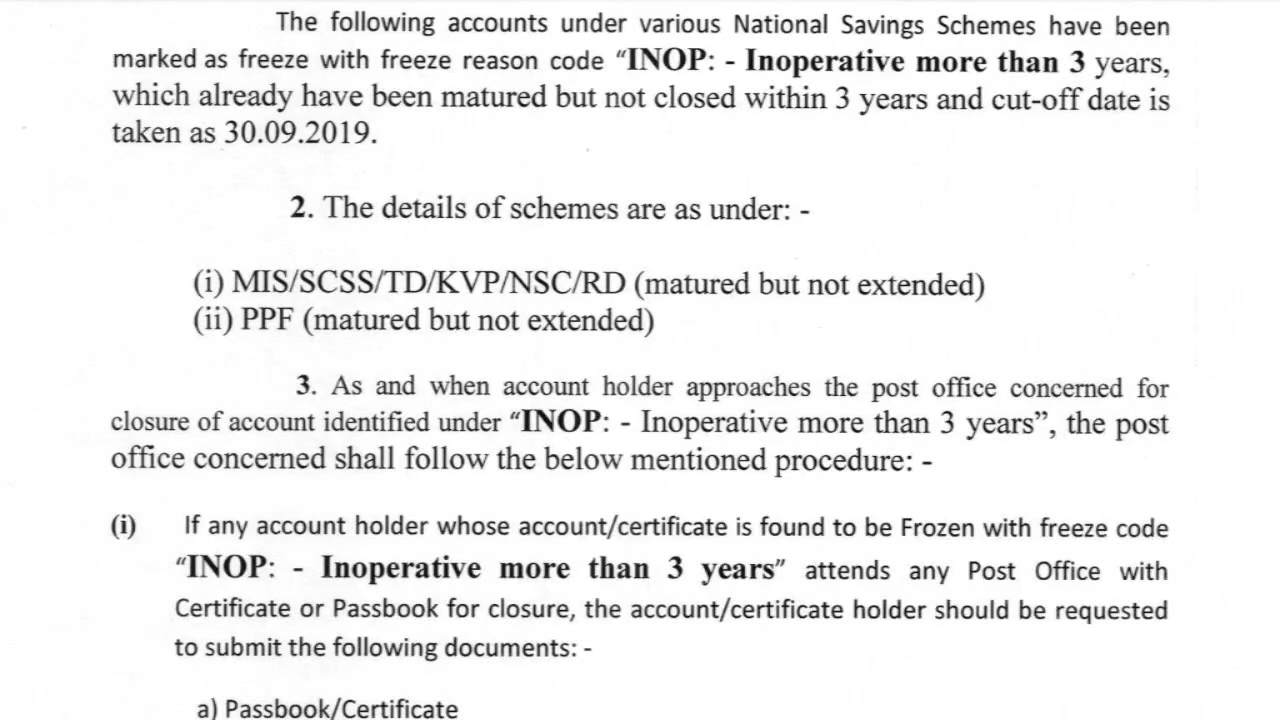 The following accounts under various National Savings Schemes have been
marked as freeze with freeze reason code “INOP: - Inoperative more than 3 years,
which already have been matured but not closed within 3 years and cut-off date is
taken as 30.09.2019.
2. The details of schemes are as under: -
(i) MIS/SCSS/TD/KVP/NSC/RD (matured but not extended)
(ii) PPF (matured but not extended)
3. As and when account holder approaches the post office concerned for
closure of account identified under “INOP: - Inoperative more than 3 years”, the post
office concerned shall follow the below mentioned procedure: -
(i) If any account holder whose account/certificate is found to be Frozen with freeze code
“INOP: - Inoperative more than 3 years” attends any Post Office with
Certificate or Passbook for closure, the account/certificate holder should be requested
to submit the following documents: -
a) Passbook/Certificate